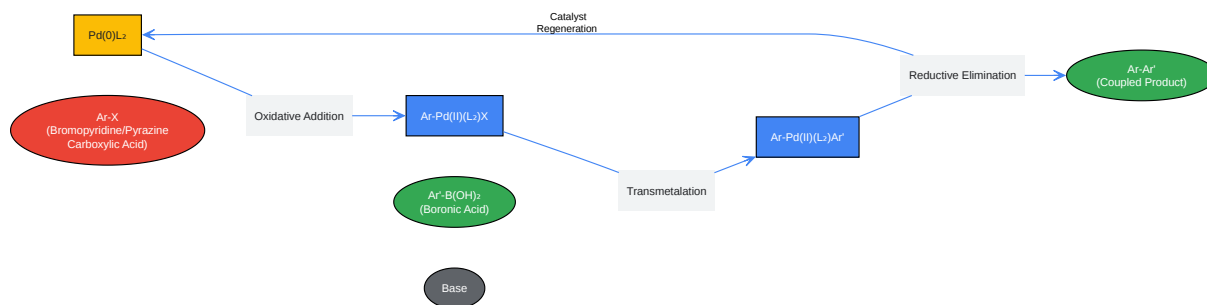 Catalyst
Regeneration
Pd(0)L₂
Ar-X
(Bromopyridine/Pyrazine
Carboxylic Acid)
Oxidative Addition
Ar-Pd(II)(L₂)X
Ar'-B(OH)₂
(Boronic Acid)
Base
Transmetalation
Ar-Pd(II)(L₂)Ar'
Reductive Elimination
Ar-Ar'
(Coupled Product)